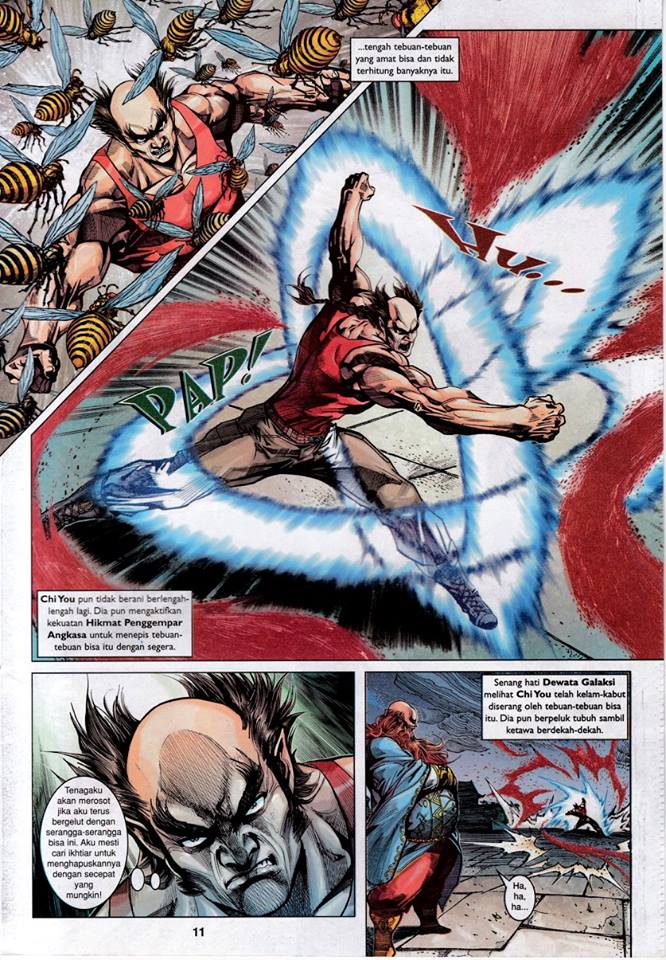 ...tengah tebuan-tebuan
yang amat bisa dan tidak
terhitung banyaknya itu.
Hu...
PAP!
Chi You pun tidak berani berlengah-
lengah lagi. Dia pun mengaktifkan
kekuatan Hikmat Penggempar
Angkasa untuk menepis tebuan-
tebuan bisa itu dengan segera.
Tenagaku
akan merosot
jika aku terus
bergelut dengan
serangga-serangga
bisa ini. Aku mesti
cari ikhtiar untuk
menghapuskannya
dengan secepat
yang
mungkin!
Senang hati Dewata Galaksi
melihat Chi You telah kelam-kabut
diserang oleh tebuan-tebuan bisa
itu. Dia pun berpeluk tubuh sambil
ketawa berdekah-dekah.
Ha,
ha,
ha...
11